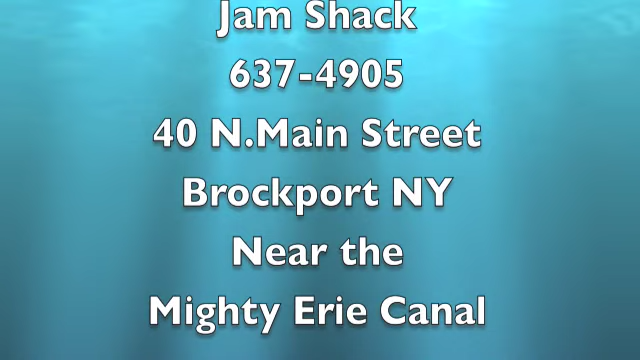 Jam Shack
637-4905
40 N.Main Street
Brockport NY
Near the
Mighty Erie Canal